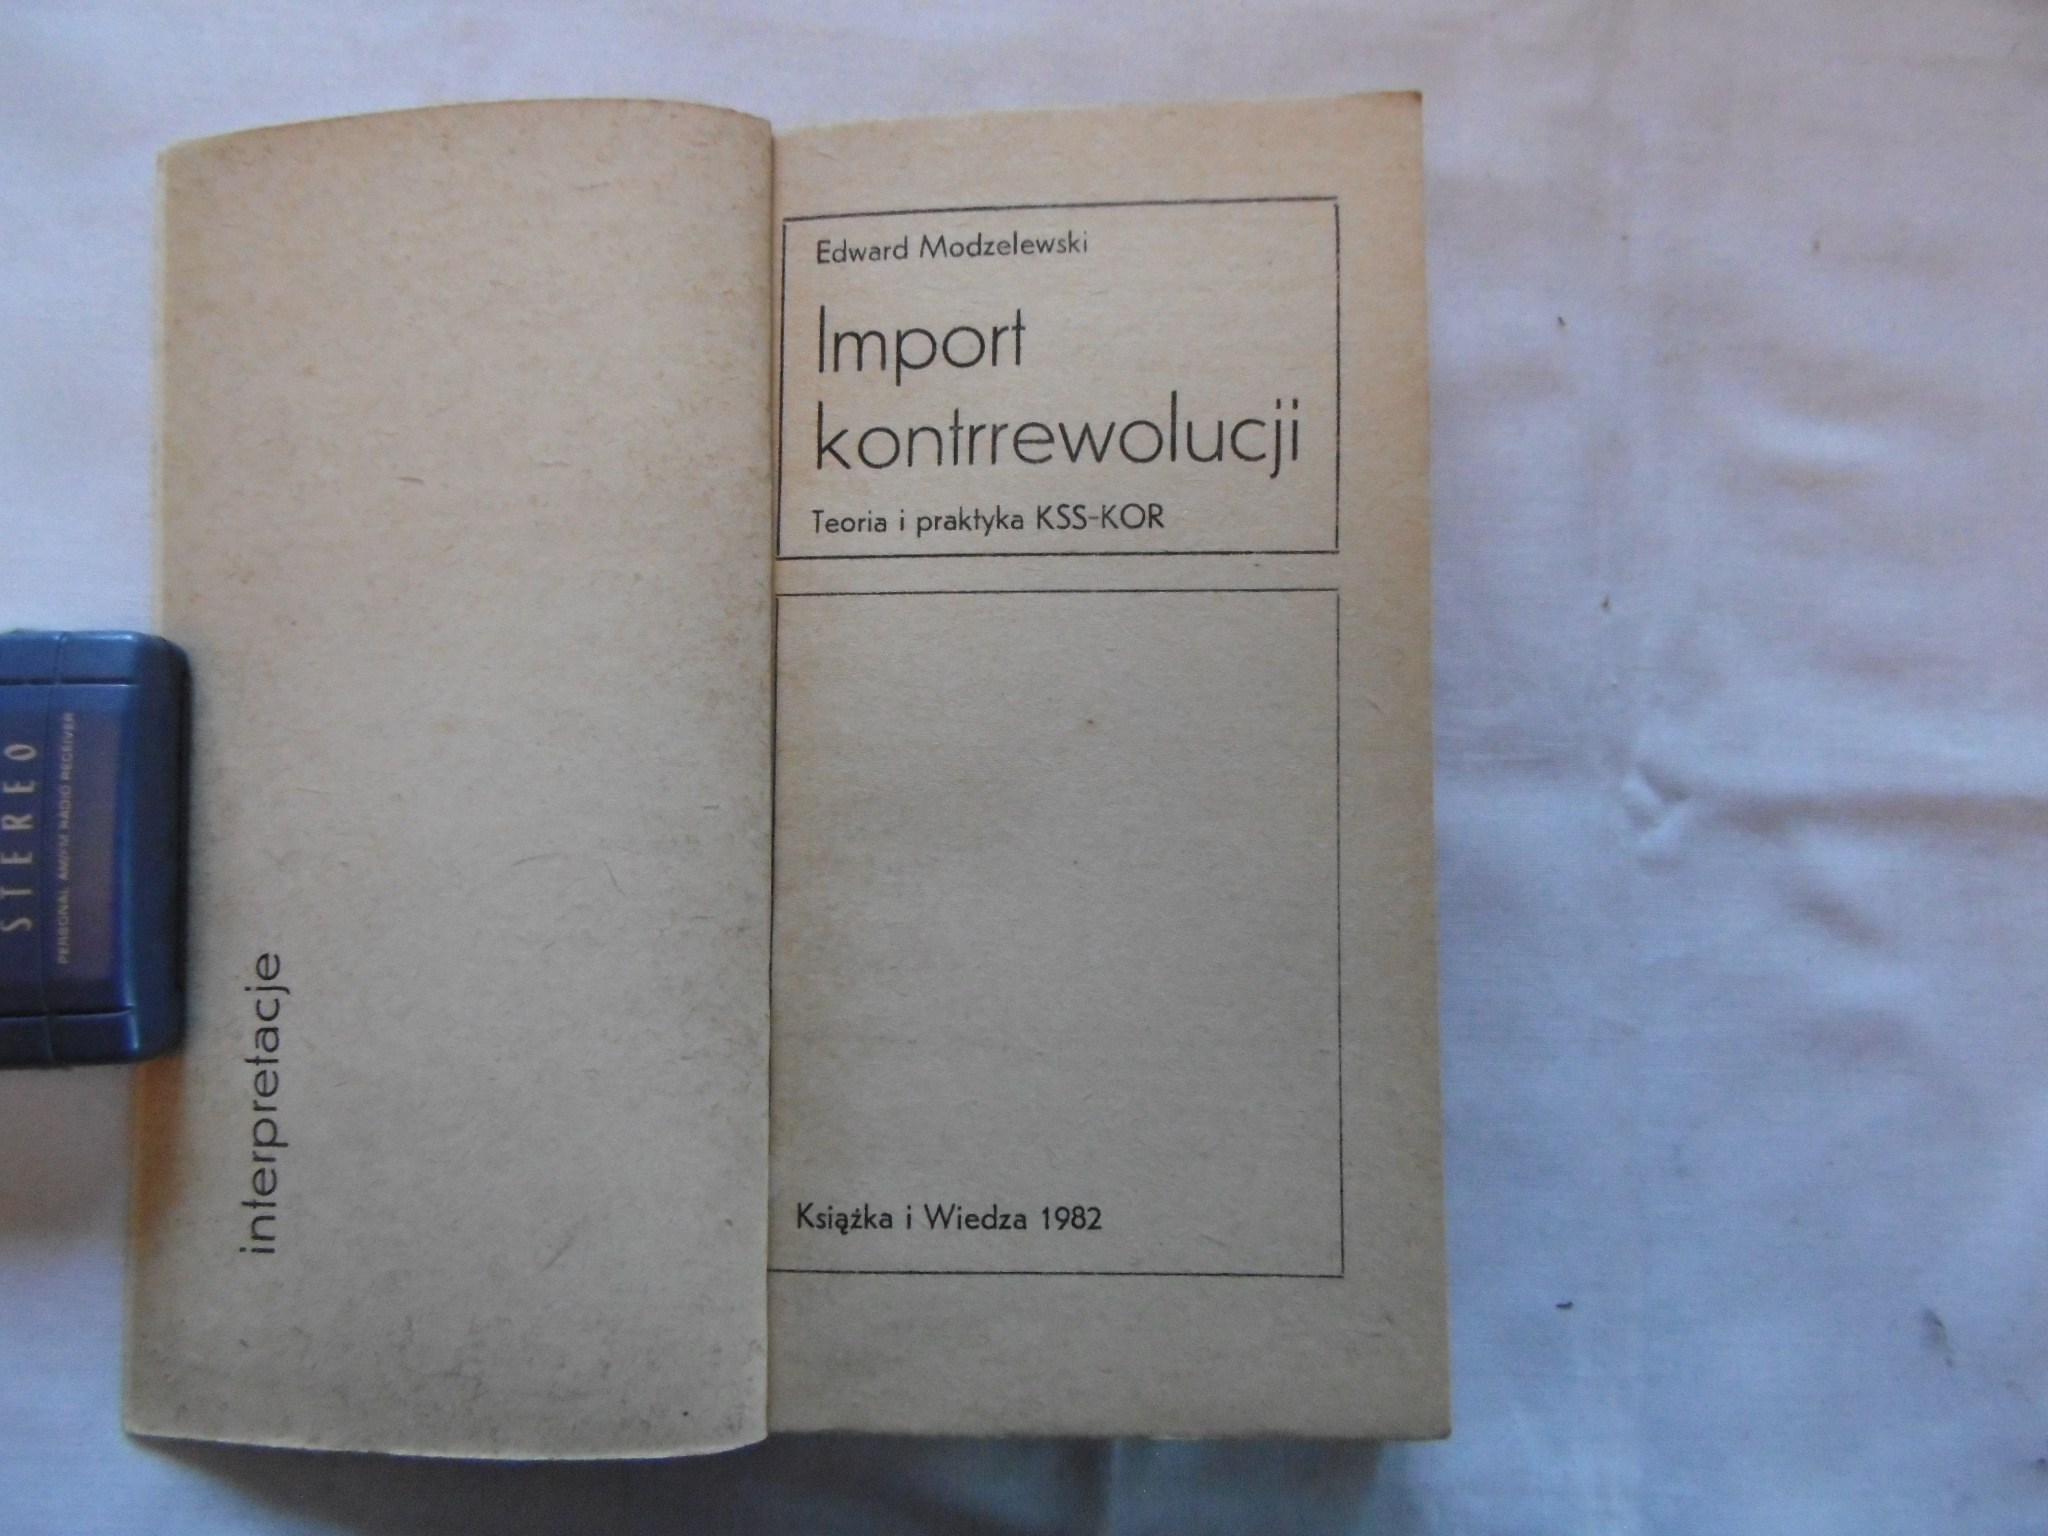 STEREO
PERSONAL AM/FM RADIO RECEIVER
interpretacje
Edward Modzelewski
Import
kontrrewolucji
Teoria i praktyka KSS-KOR
Książka i Wiedza 1982